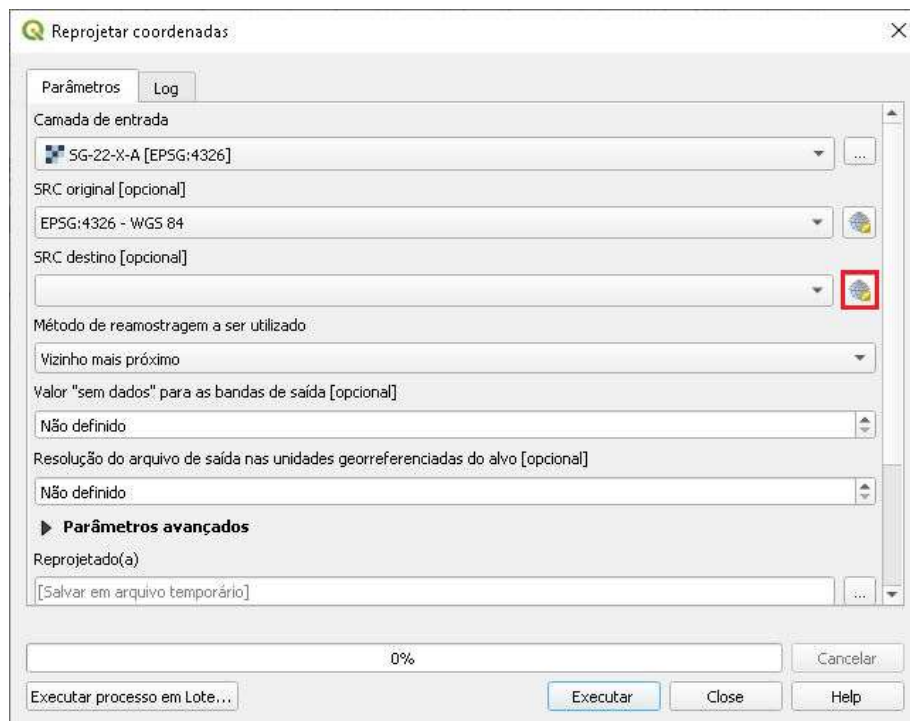 Reprojetar coordenadas
Parâmetros Log
Camada de entrada
SG-22-X-A [EPSG:4326]
...
SRC original [opcional]
EPSG:4326 - WGS 84
SRC destino [opcional]
Método de reamostragem a ser utilizado
Vizinho mais próximo
Valor "sem dados" para as bandas de saída [opcional]
Não definido
Resolução do arquivo de saída nas unidades georreferenciadas do alvo [opcional]
Não definido
Parâmetros avançados
Reprojetado(a)
[Salvar em arquivo temporário]
...
0% Cancelar
Executar processo em Lote... Executar Close Help